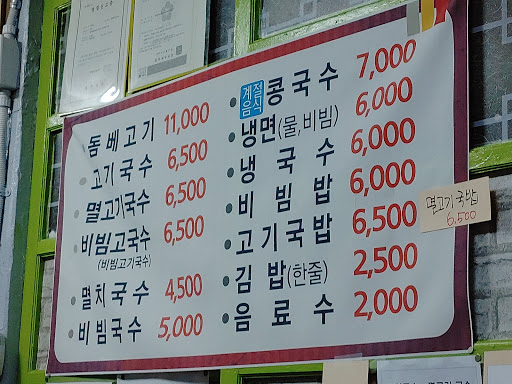 돔베고기 11,000
고기국수 6,500
멸고기국수 6,500
비빔고국수 6,500
(비빔고기국수)
멸치국수 4,500
비빔국수 5,000
계절음식 콩국수 7,000
냉면(물,비빔) 6,000
냉국수 6,000
비빔밥 6,000
고기국밥 6,500
김밥(한줄) 2,500
음료수 2,000
멸고기국밥
6,500